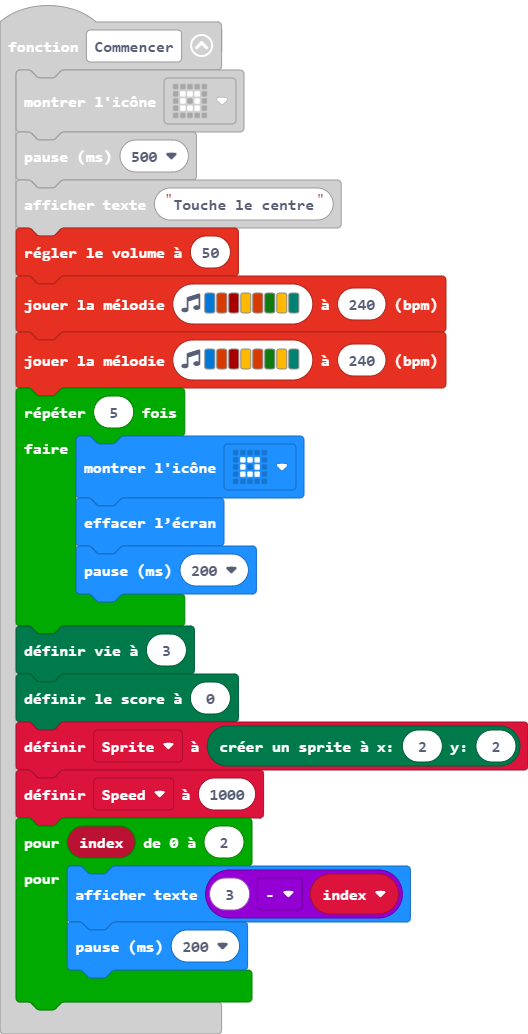 fonction Commencer
montrer l'icône
pause (ms) 500
afficher texte "Touche le centre"
régler le volume à 50
jouer la mélodie à 240 (bpm)
jouer la mélodie à 240 (bpm)
répéter 5 fois
faire
montrer l'icône
effacer l’écran
pause (ms) 200
définir vie à 3
définir le score à 0
définir Sprite à créer un sprite à x: 2 y: 2
définir Speed à 1000
pour index de 0 à 2
pour
afficher texte 3 - index
pause (ms) 200